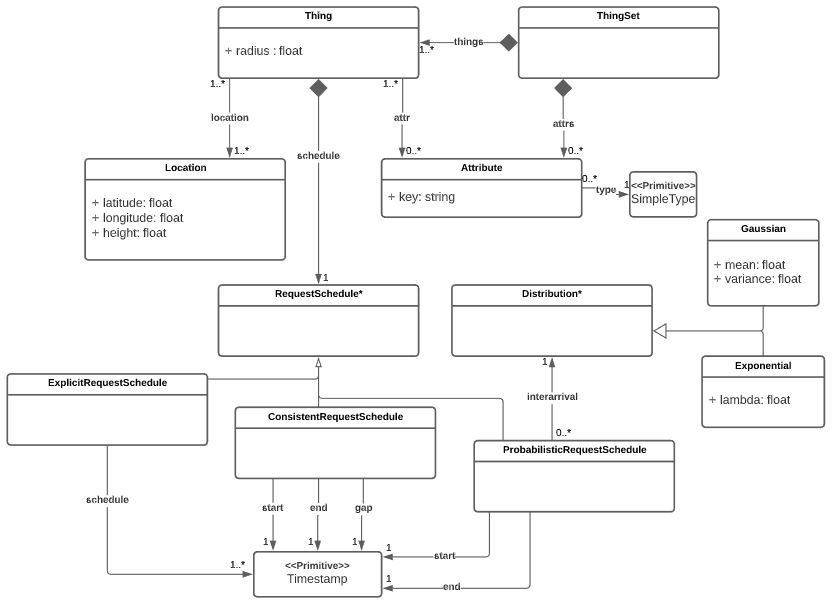 Thing
+ radius : float
ThingSet
things
1..*
1..*
1..*
location
attr
schedule
attrs
1..*
0..*
0..*
Location
+ latitude: float
+ longitude: float
+ height: float
Attribute
+ key: string
0..*
type
1
<<Primitive>>
SimpleType
Gaussian
+ mean: float
+ variance: float
1
RequestSchedule*
Distribution*
1
Exponential
+ lambda: float
interarrival
0..*
ExplicitRequestSchedule
ConsistentRequestSchedule
ProbabilisticRequestSchedule
schedule
start
end
gap
1
1
1
1..*
<<Primitive>>
Timestamp
1
start
1
end